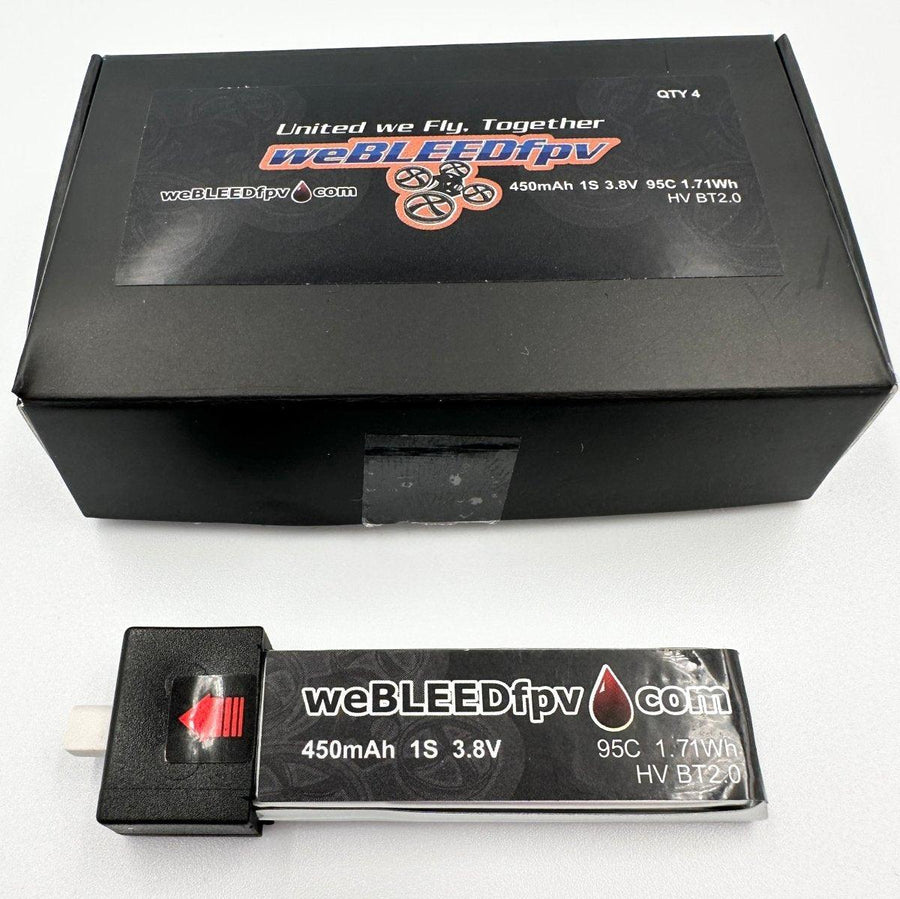 QTY 4
United we Fly, Together
weBLEEDfpv
weBLEEDfpv com
450mAh 1S 3.8V 95C 1.71Wh
HV BT2.0
weBLEEDfpv com
450mAh 1S 3.8V 95C 1.71Wh
HV BT2.0